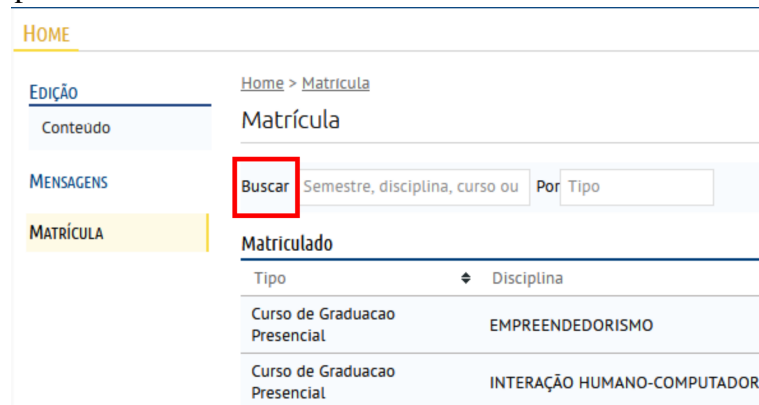 HOME
EDIÇÃO
Conteúdo
MENSAGENS
MATRÍCULA
Home > Matrícula
Matrícula
Buscar Semestre, disciplina, curso ou Por Tipo
Matriculado
Tipo Disciplina
Curso de Graduacao
Presencial
EMPREENDEDORISMO
Curso de Graduacao
Presencial
INTERAÇÃO HUMANO-COMPUTADOR